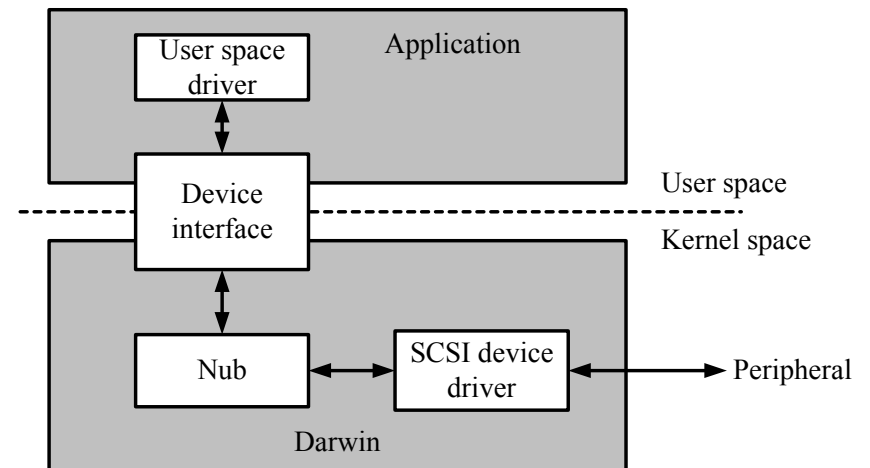 User space
driver
Application
Device
interface
User space
Kernel space
Nub
SCSI device
driver
Peripheral
Darwin